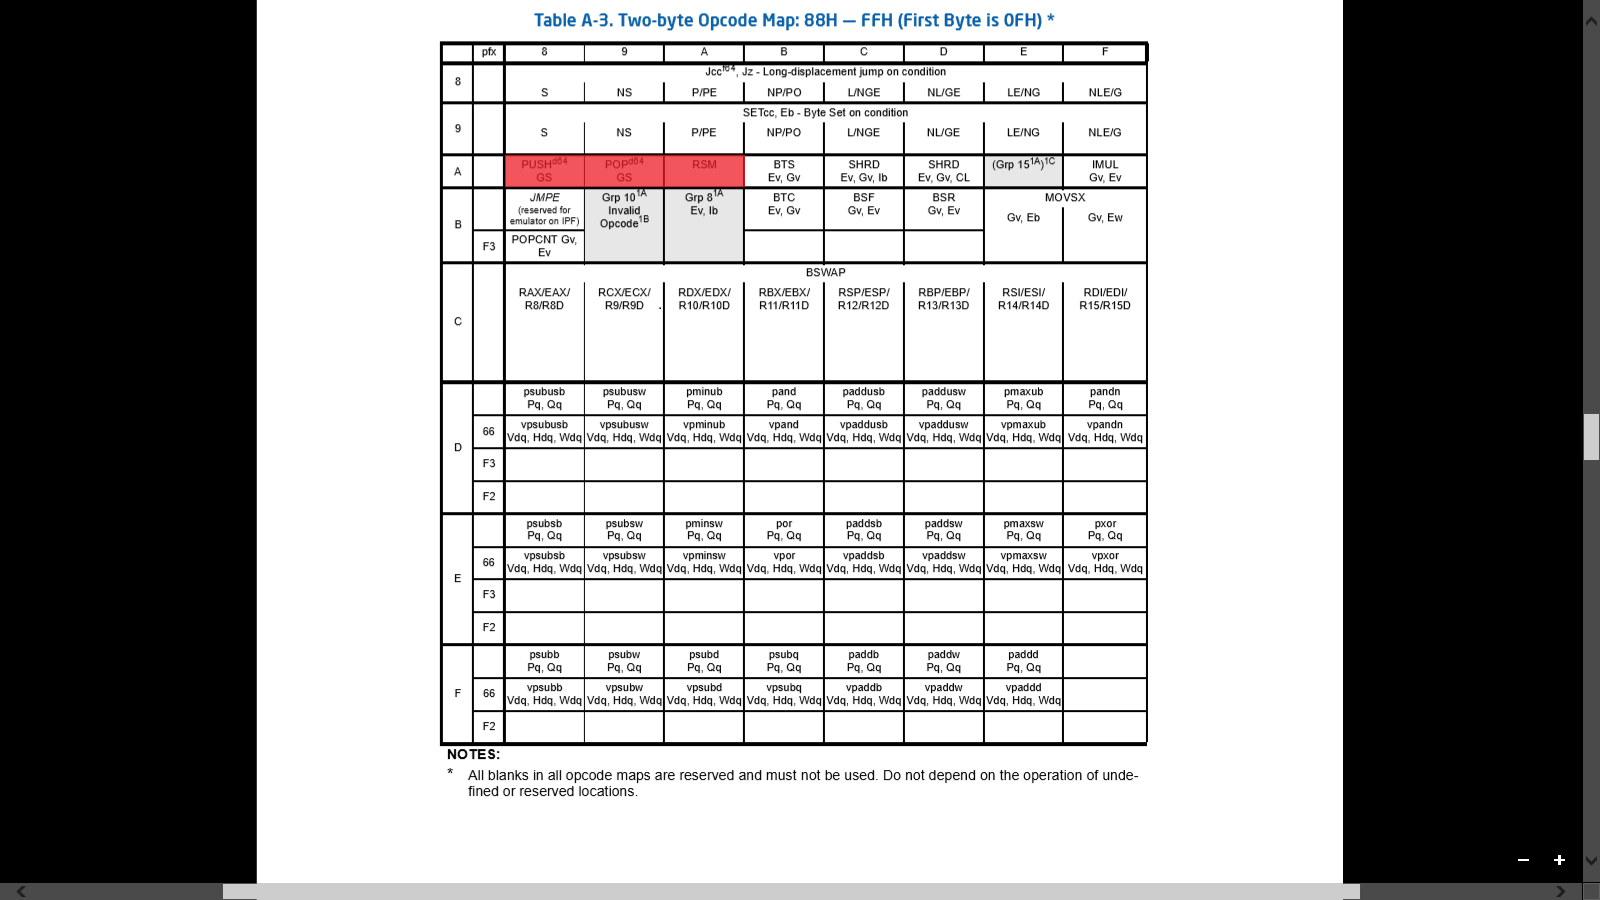 Table A-3. Two-byte Opcode Map: 88H — FFH (First Byte is 0FH) *
pfx 8 9 A B C D E F
8 Jccf64, Jz - Long-displacement jump on condition
S NS P/PE NP/PO L/NGE NL/GE LE/NG NLE/G
9 SETcc, Eb - Byte Set on condition
S NS P/PE NP/PO L/NGE NL/GE LE/NG NLE/G
A PUSHd64 POPd64 RSM BTS SHRD SHRD (Grp 151A)1C IMUL
GS GS Ev, Gv Ev, Gv, Ib Ev, Gv, CL Gv, Ev
B JMPE Grp 101A Grp 81A BTC BSF BSR MOVSX
(reserved for Invalid Ev, Ib Ev, Gv Gv, Ev Gv, Ev Gv, Eb Gv, Ew
emulator on IPF) Opcode1B
F3 POPCNT Gv,
Ev
C BSWAP
RAX/EAX/ RCX/ECX/ RDX/EDX/ RBX/EBX/ RSP/ESP/ RBP/EBP/ RSI/ESI/ RDI/EDI/
R8/R8D R9/R9D . R10/R10D R11/R11D R12/R12D R13/R13D R14/R14D R15/R15D
D psubusb psubusw pminub pand paddusb paddusw pmaxub pandn
Pq, Qq Pq, Qq Pq, Qq Pq, Qq Pq, Qq Pq, Qq Pq, Qq Pq, Qq
66 vpsubusb vpsubusw vpminub vpand vpaddusb vpaddusw vpmaxub vpandn
Vdq, Hdq, Wdq Vdq, Hdq, Wdq Vdq, Hdq, Wdq Vdq, Hdq, Wdq Vdq, Hdq, Wdq Vdq, Hdq, Wdq Vdq, Hdq, Wdq Vdq, Hdq, Wdq
F3
F2
E psubsb psubsw pminsw por paddsb paddsw pmaxsw pxor
Pq, Qq Pq, Qq Pq, Qq Pq, Qq Pq, Qq Pq, Qq Pq, Qq Pq, Qq
66 vpsubsb vpsubsw vpminsw vpor vpaddsb vpaddsw vpmaxsw vpxor
Vdq, Hdq, Wdq Vdq, Hdq, Wdq Vdq, Hdq, Wdq Vdq, Hdq, Wdq Vdq, Hdq, Wdq Vdq, Hdq, Wdq Vdq, Hdq, Wdq Vdq, Hdq, Wdq
F3
F2
F psubb psubw psubd psubq paddb paddw paddd
Pq, Qq Pq, Qq Pq, Qq Pq, Qq Pq, Qq Pq, Qq Pq, Qq
66 vpsubb vpsubw vpsubd vpsubq vpaddb vpaddw vpaddd
Vdq, Hdq, Wdq Vdq, Hdq, Wdq Vdq, Hdq, Wdq Vdq, Hdq, Wdq Vdq, Hdq, Wdq Vdq, Hdq, Wdq Vdq, Hdq, Wdq
F2
NOTES:
* All blanks in all opcode maps are reserved and must not be used. Do not depend on the operation of unde-
fined or reserved locations.